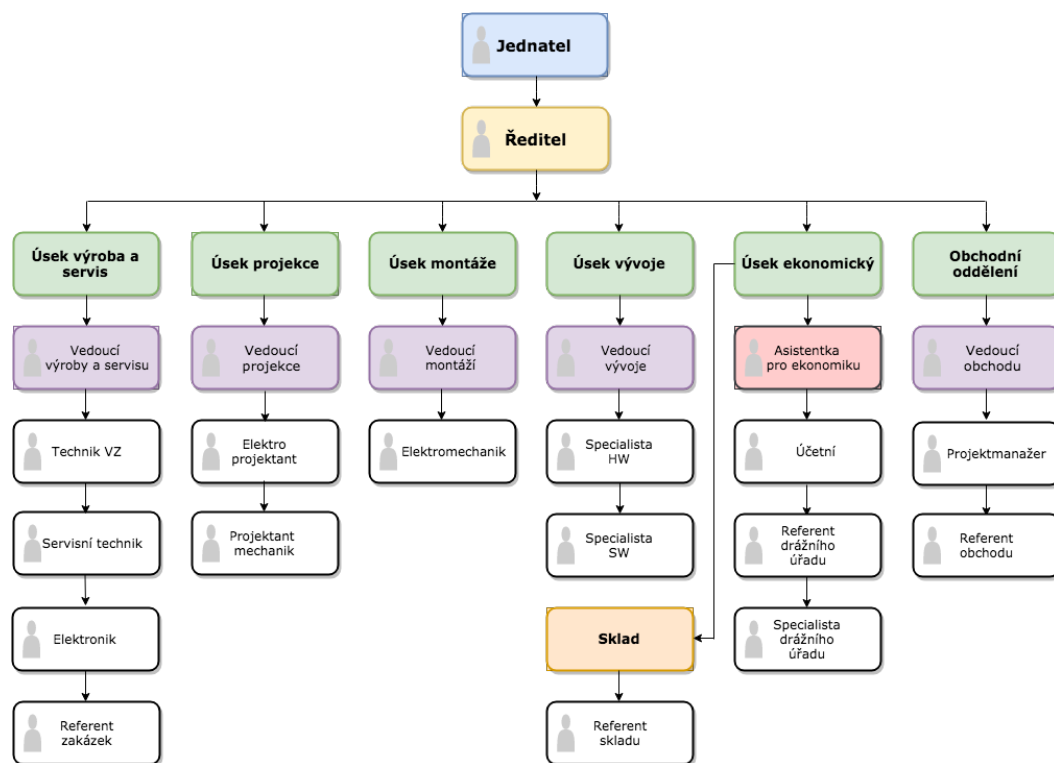 Jednatel
Ředitel
Úsek výroba a
servis
Úsek projekce
Úsek montáže
Úsek vývoje
Úsek ekonomický
Obchodní
oddělení
Vedoucí
výroby a servisu
Vedoucí
projekce
Vedoucí
montáží
Vedoucí
vývoje
Asistentka
pro ekonomiku
Vedoucí
obchodu
Technik VZ
Elektro
projektant
Elektromechanik
Specialista
HW
Účetní
Projektmanažer
Servisní technik
Projektant
mechanik
Specialista
SW
Referent
drážního
úřadu
Referent
obchodu
Elektronik
Sklad
Specialista
drážního
úřadu
Referent
zakázek
Referent
skladu